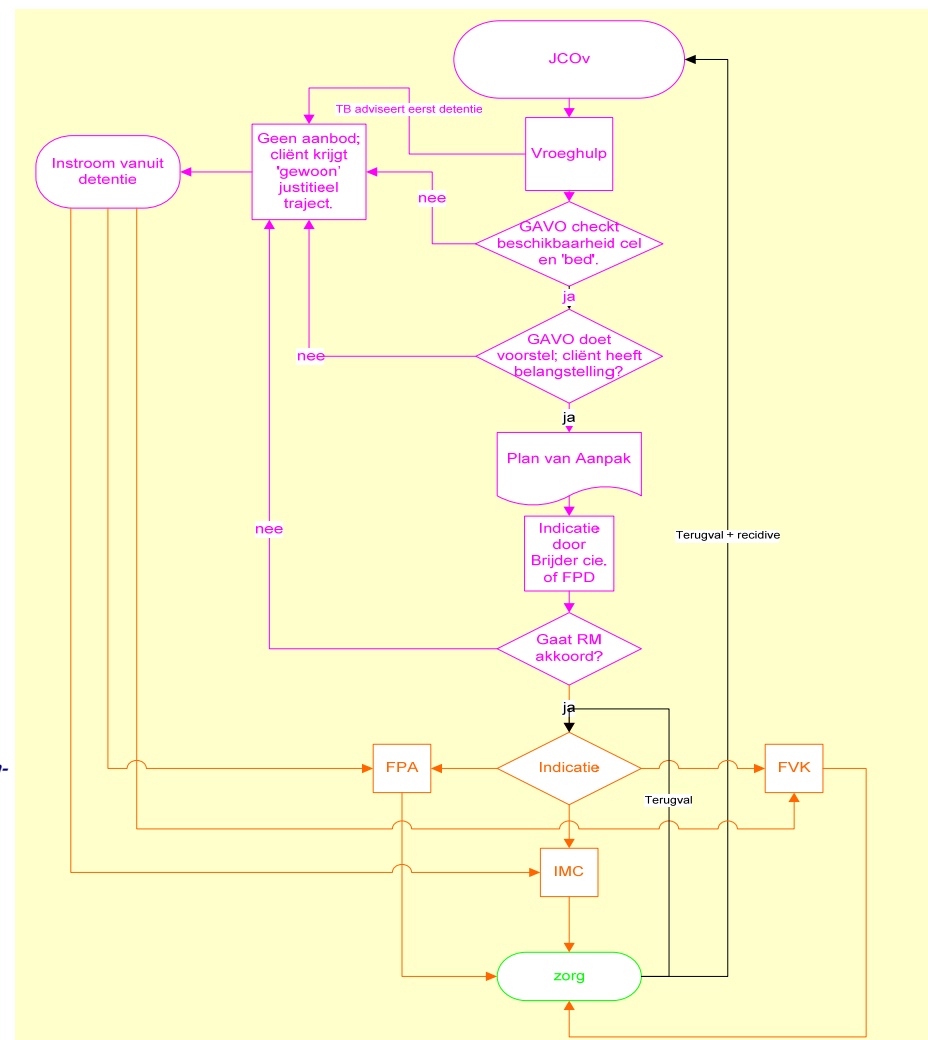 JCOv
TB adviseert eerst detentie
Geen aanbod;
cliënt krijgt
'gewoon'
justitieel
traject.
Vroeghulp
Instroom vanuit
detentie
nee
GAVO checkt
beschikbaarheid cel
en 'bed'.
ja
GAVO doet
voorstel; cliënt heeft
belangstelling?
nee
ja
Plan van Aanpak
Indicatie
door
Brijder cie.
of FPD
nee
Terugval + recidive
Gaat RM
akkoord?
ja
FPA
Indicatie
FVK
Terugval
IMC
zorg